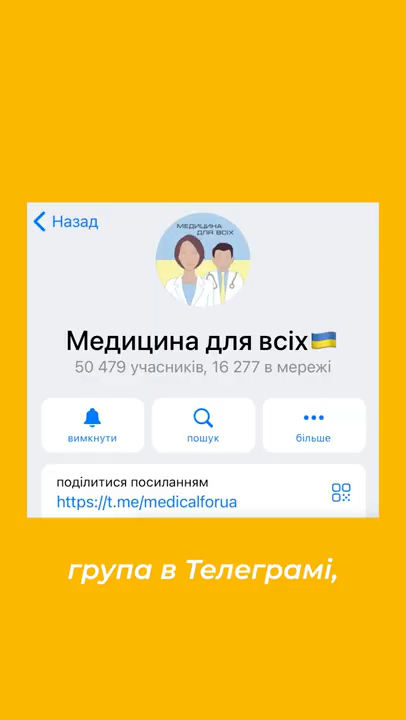 Назад
МЕДИЦИНА
ДЛЯ ВСІХ
Медицина для всіх🇺🇦
50 479 учасників, 16 277 в мережі
вимкнути
пошук
більше
поділитися посиланням
https://t.me/medicalforua
група в Телеграмі,